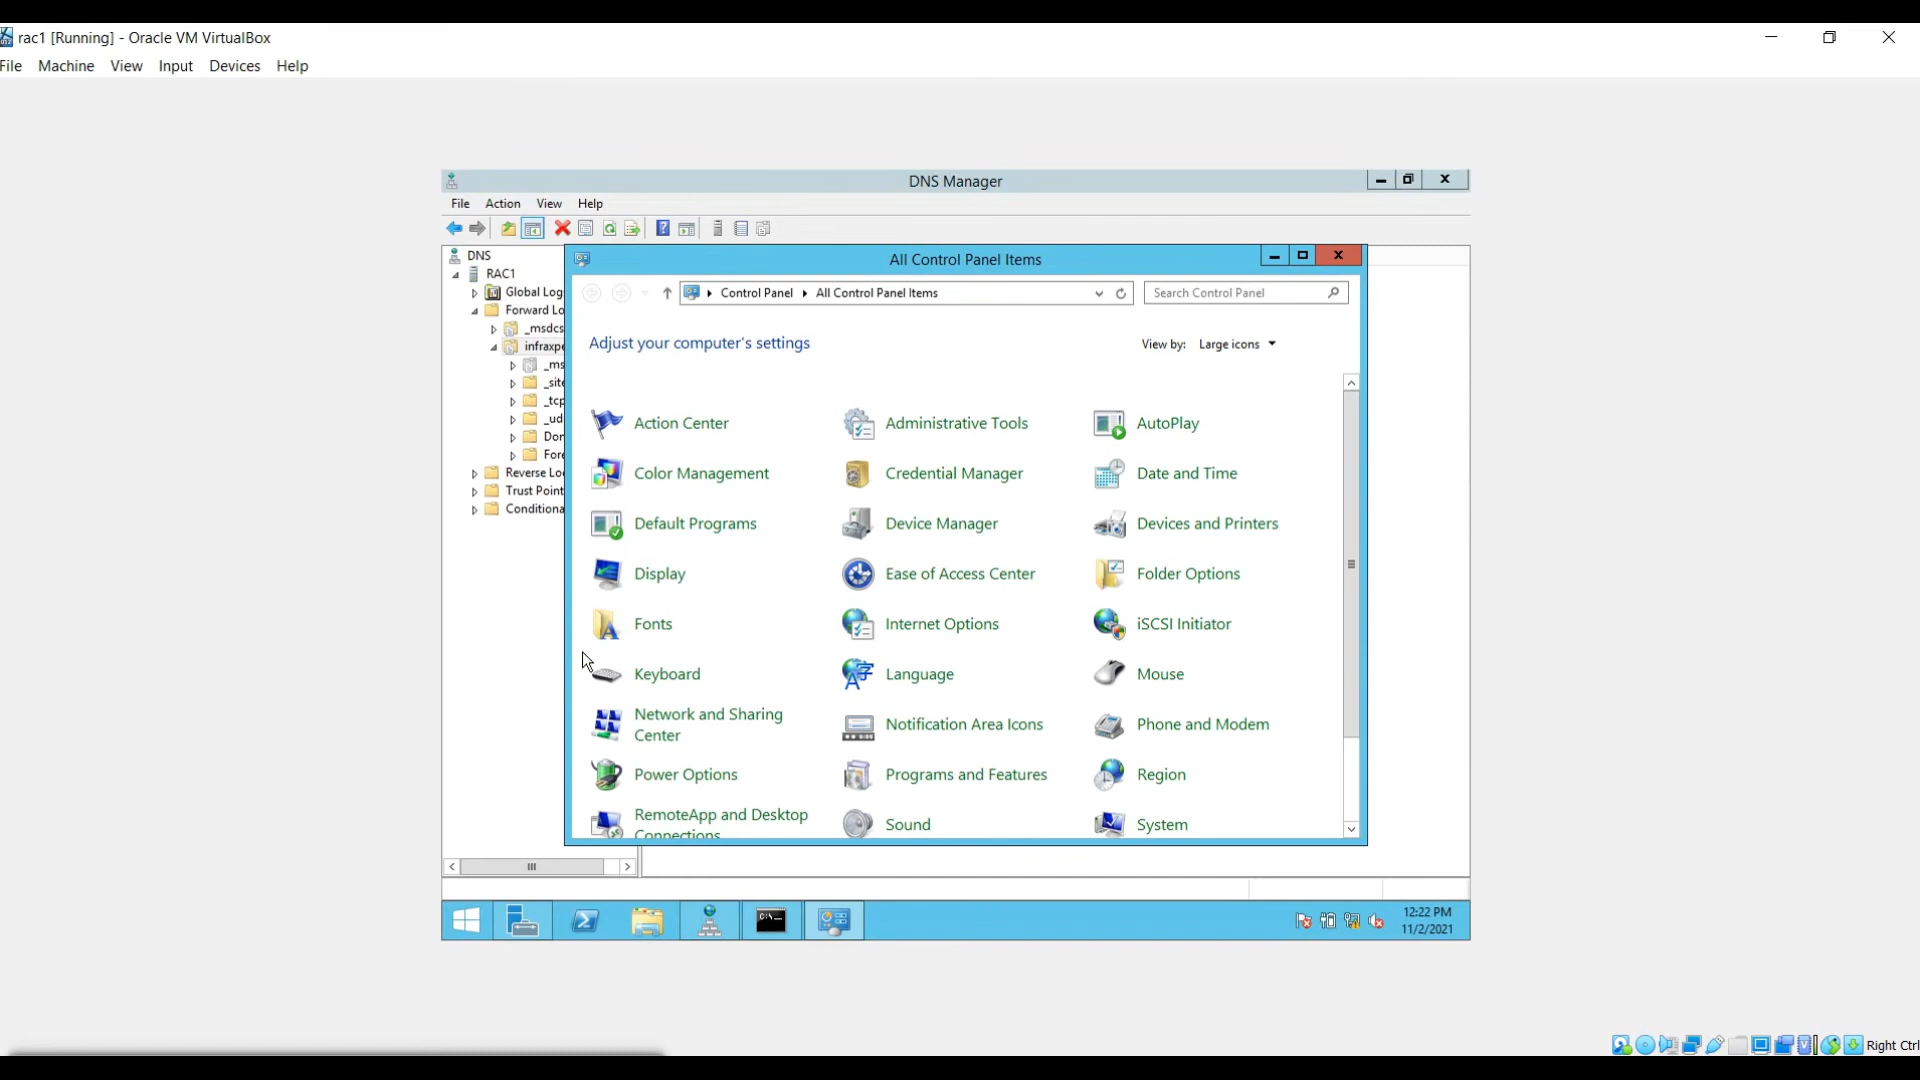 rac1 [Running] - Oracle VM VirtualBox
File Machine View Input Devices Help
DNS Manager
File Action View Help
DNS
RAC1
Global Log
Forward Lo
_msdcs
infraxpe
_ms
_site
_tcp
_ud
Dor
Fore
Reverse Lo
Trust Point
Conditiona
All Control Panel Items
Control Panel All Control Panel Items
Search Control Panel
Adjust your computer's settings
View by: Large icons
Action Center Administrative Tools AutoPlay
Color Management Credential Manager Date and Time
Default Programs Device Manager Devices and Printers
Display Ease of Access Center Folder Options
Fonts Internet Options iSCSI Initiator
Keyboard Language Mouse
Network and Sharing
Center Notification Area Icons Phone and Modem
Power Options Programs and Features Region
RemoteApp and Desktop
Connections Sound System
12:22 PM
11/2/2021
Right Ctrl